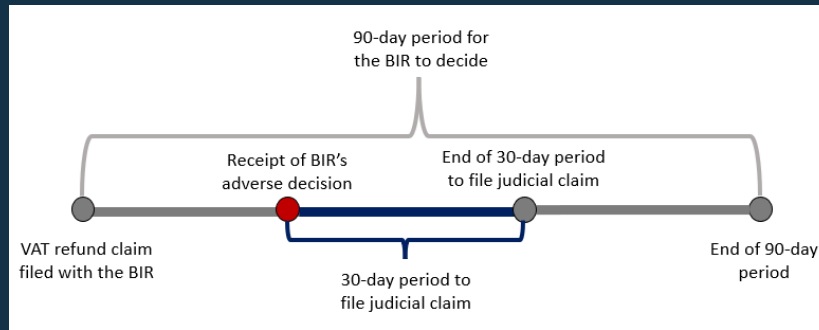 90-day period for
the BIR to decide
Receipt of BIR's
adverse decision
End of 30-day period
to file judicial claim
VAT refund claim
filed with the BIR
30-day period to
file judicial claim
End of 90-day
period